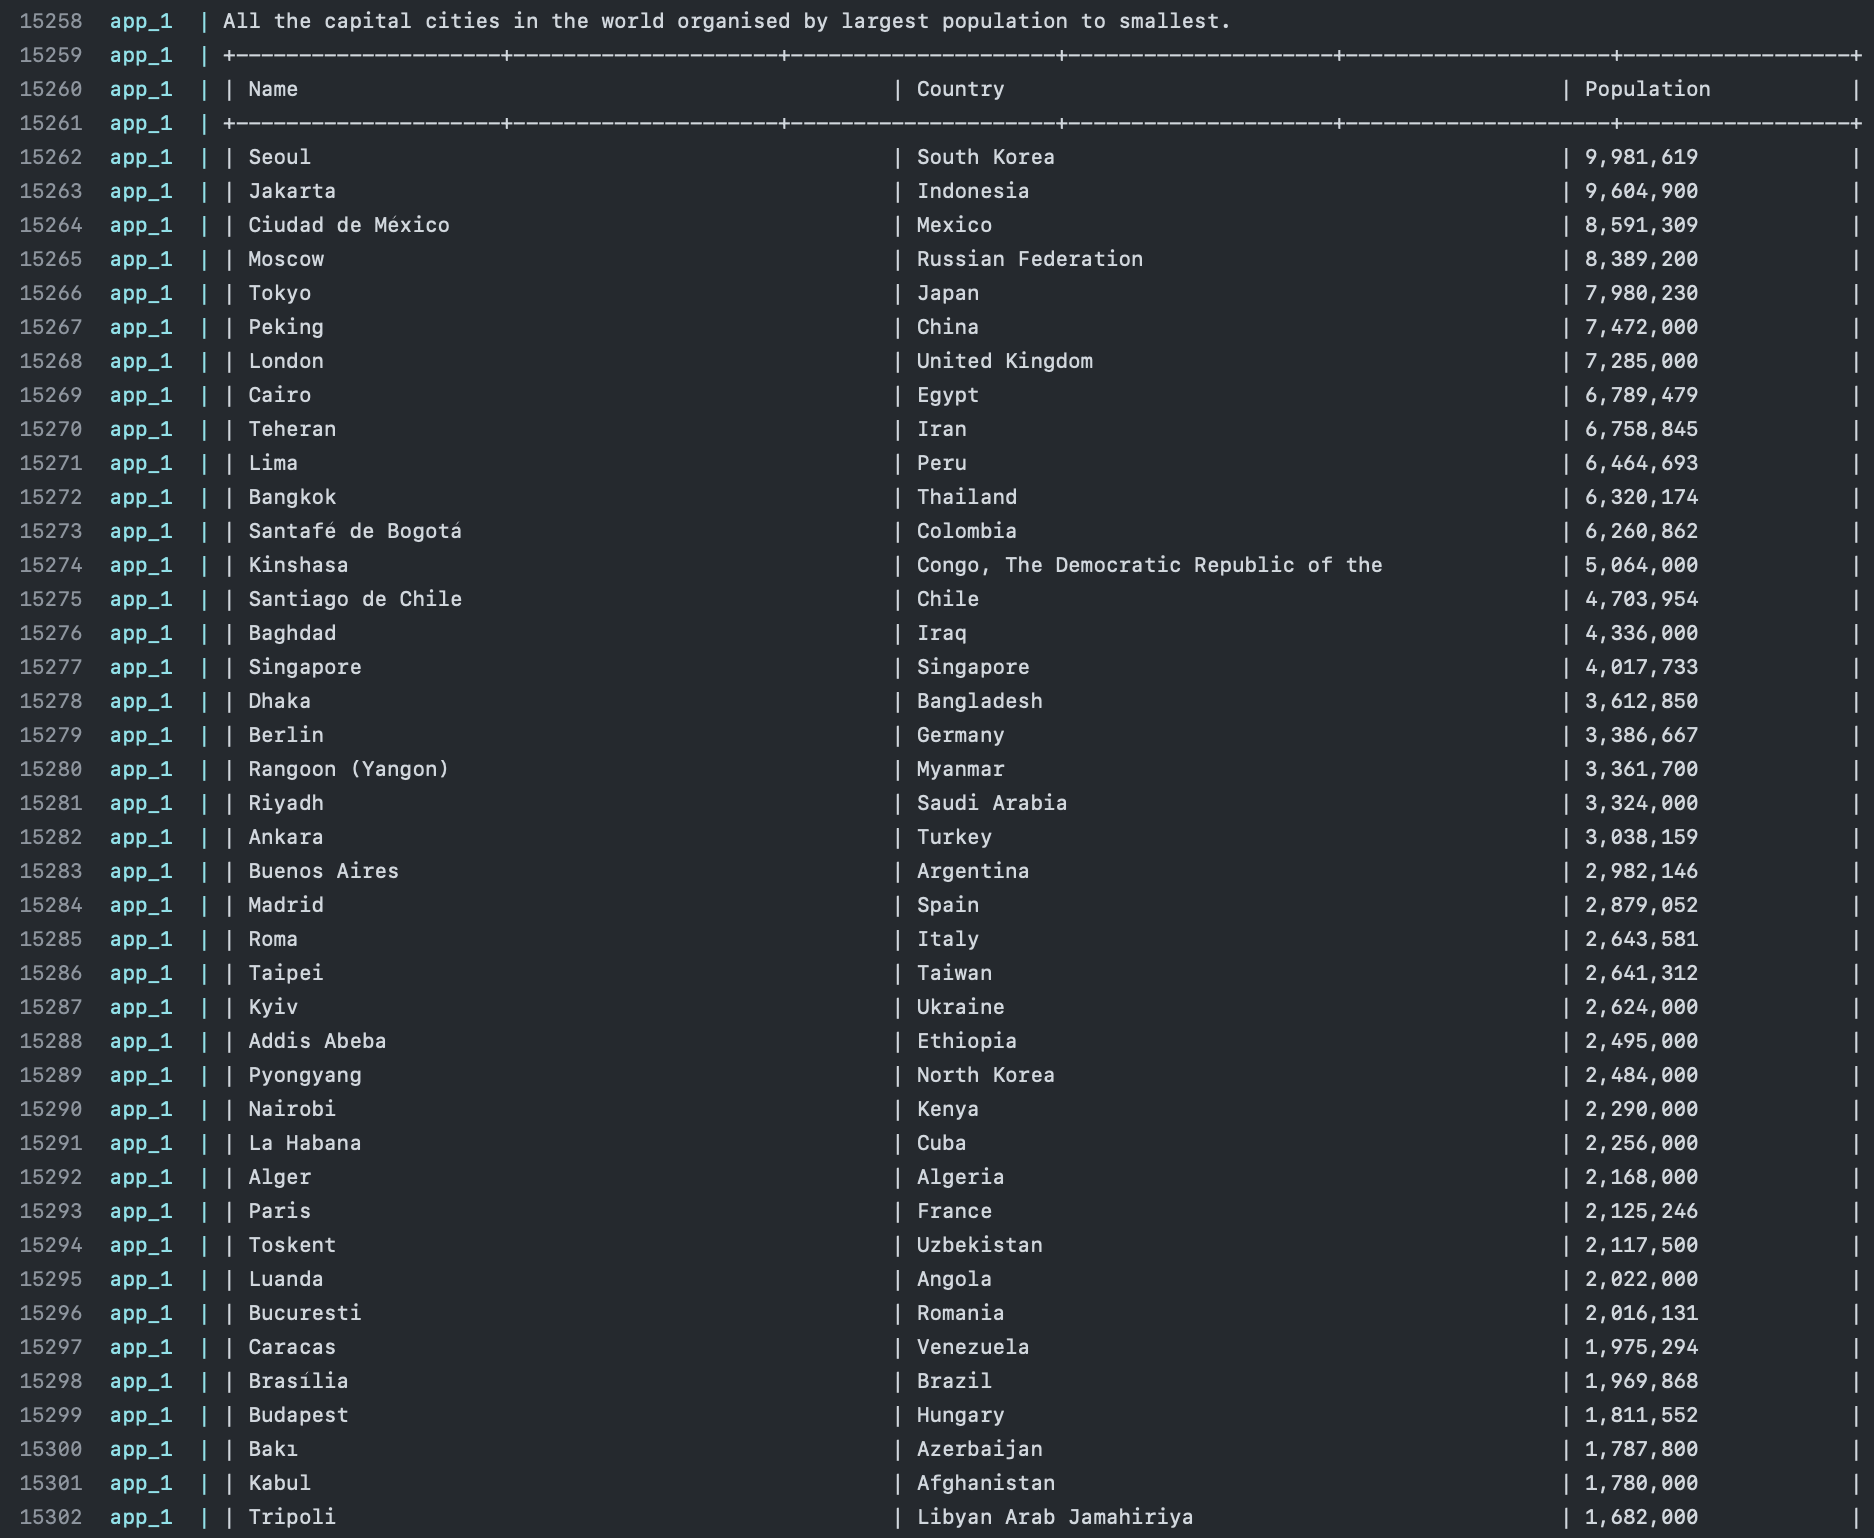 15258 app_1 | All the capital cities in the world organised by largest population to smallest.
15259 app_1 | +---------------------+---------------------+---------------------+---------------------+---------------------+------------------+
15260 app_1 | | Name | Country | Population |
15261 app_1 | +---------------------+---------------------+---------------------+---------------------+---------------------+------------------+
15262 app_1 | | Seoul | South Korea | 9,981,619 |
15263 app_1 | | Jakarta | Indonesia | 9,604,900 |
15264 app_1 | | Ciudad de México | Mexico | 8,591,309 |
15265 app_1 | | Moscow | Russian Federation | 8,389,200 |
15266 app_1 | | Tokyo | Japan | 7,980,230 |
15267 app_1 | | Peking | China | 7,472,000 |
15268 app_1 | | London | United Kingdom | 7,285,000 |
15269 app_1 | | Cairo | Egypt | 6,789,479 |
15270 app_1 | | Teheran | Iran | 6,758,845 |
15271 app_1 | | Lima | Peru | 6,464,693 |
15272 app_1 | | Bangkok | Thailand | 6,320,174 |
15273 app_1 | | Santafé de Bogotá | Colombia | 6,260,862 |
15274 app_1 | | Kinshasa | Congo, The Democratic Republic of the | 5,064,000 |
15275 app_1 | | Santiago de Chile | Chile | 4,703,954 |
15276 app_1 | | Baghdad | Iraq | 4,336,000 |
15277 app_1 | | Singapore | Singapore | 4,017,733 |
15278 app_1 | | Dhaka | Bangladesh | 3,612,850 |
15279 app_1 | | Berlin | Germany | 3,386,667 |
15280 app_1 | | Rangoon (Yangon) | Myanmar | 3,361,700 |
15281 app_1 | | Riyadh | Saudi Arabia | 3,324,000 |
15282 app_1 | | Ankara | Turkey | 3,038,159 |
15283 app_1 | | Buenos Aires | Argentina | 2,982,146 |
15284 app_1 | | Madrid | Spain | 2,879,052 |
15285 app_1 | | Roma | Italy | 2,643,581 |
15286 app_1 | | Taipei | Taiwan | 2,641,312 |
15287 app_1 | | Kyiv | Ukraine | 2,624,000 |
15288 app_1 | | Addis Abeba | Ethiopia | 2,495,000 |
15289 app_1 | | Pyongyang | North Korea | 2,484,000 |
15290 app_1 | | Nairobi | Kenya | 2,290,000 |
15291 app_1 | | La Habana | Cuba | 2,256,000 |
15292 app_1 | | Alger | Algeria | 2,168,000 |
15293 app_1 | | Paris | France | 2,125,246 |
15294 app_1 | | Toskent | Uzbekistan | 2,117,500 |
15295 app_1 | | Luanda | Angola | 2,022,000 |
15296 app_1 | | Bucuresti | Romania | 2,016,131 |
15297 app_1 | | Caracas | Venezuela | 1,975,294 |
15298 app_1 | | Brasília | Brazil | 1,969,868 |
15299 app_1 | | Budapest | Hungary | 1,811,552 |
15300 app_1 | | Bakı | Azerbaijan | 1,787,800 |
15301 app_1 | | Kabul | Afghanistan | 1,780,000 |
15302 app_1 | | Tripoli | Libyan Arab Jamahiriya | 1,682,000 |